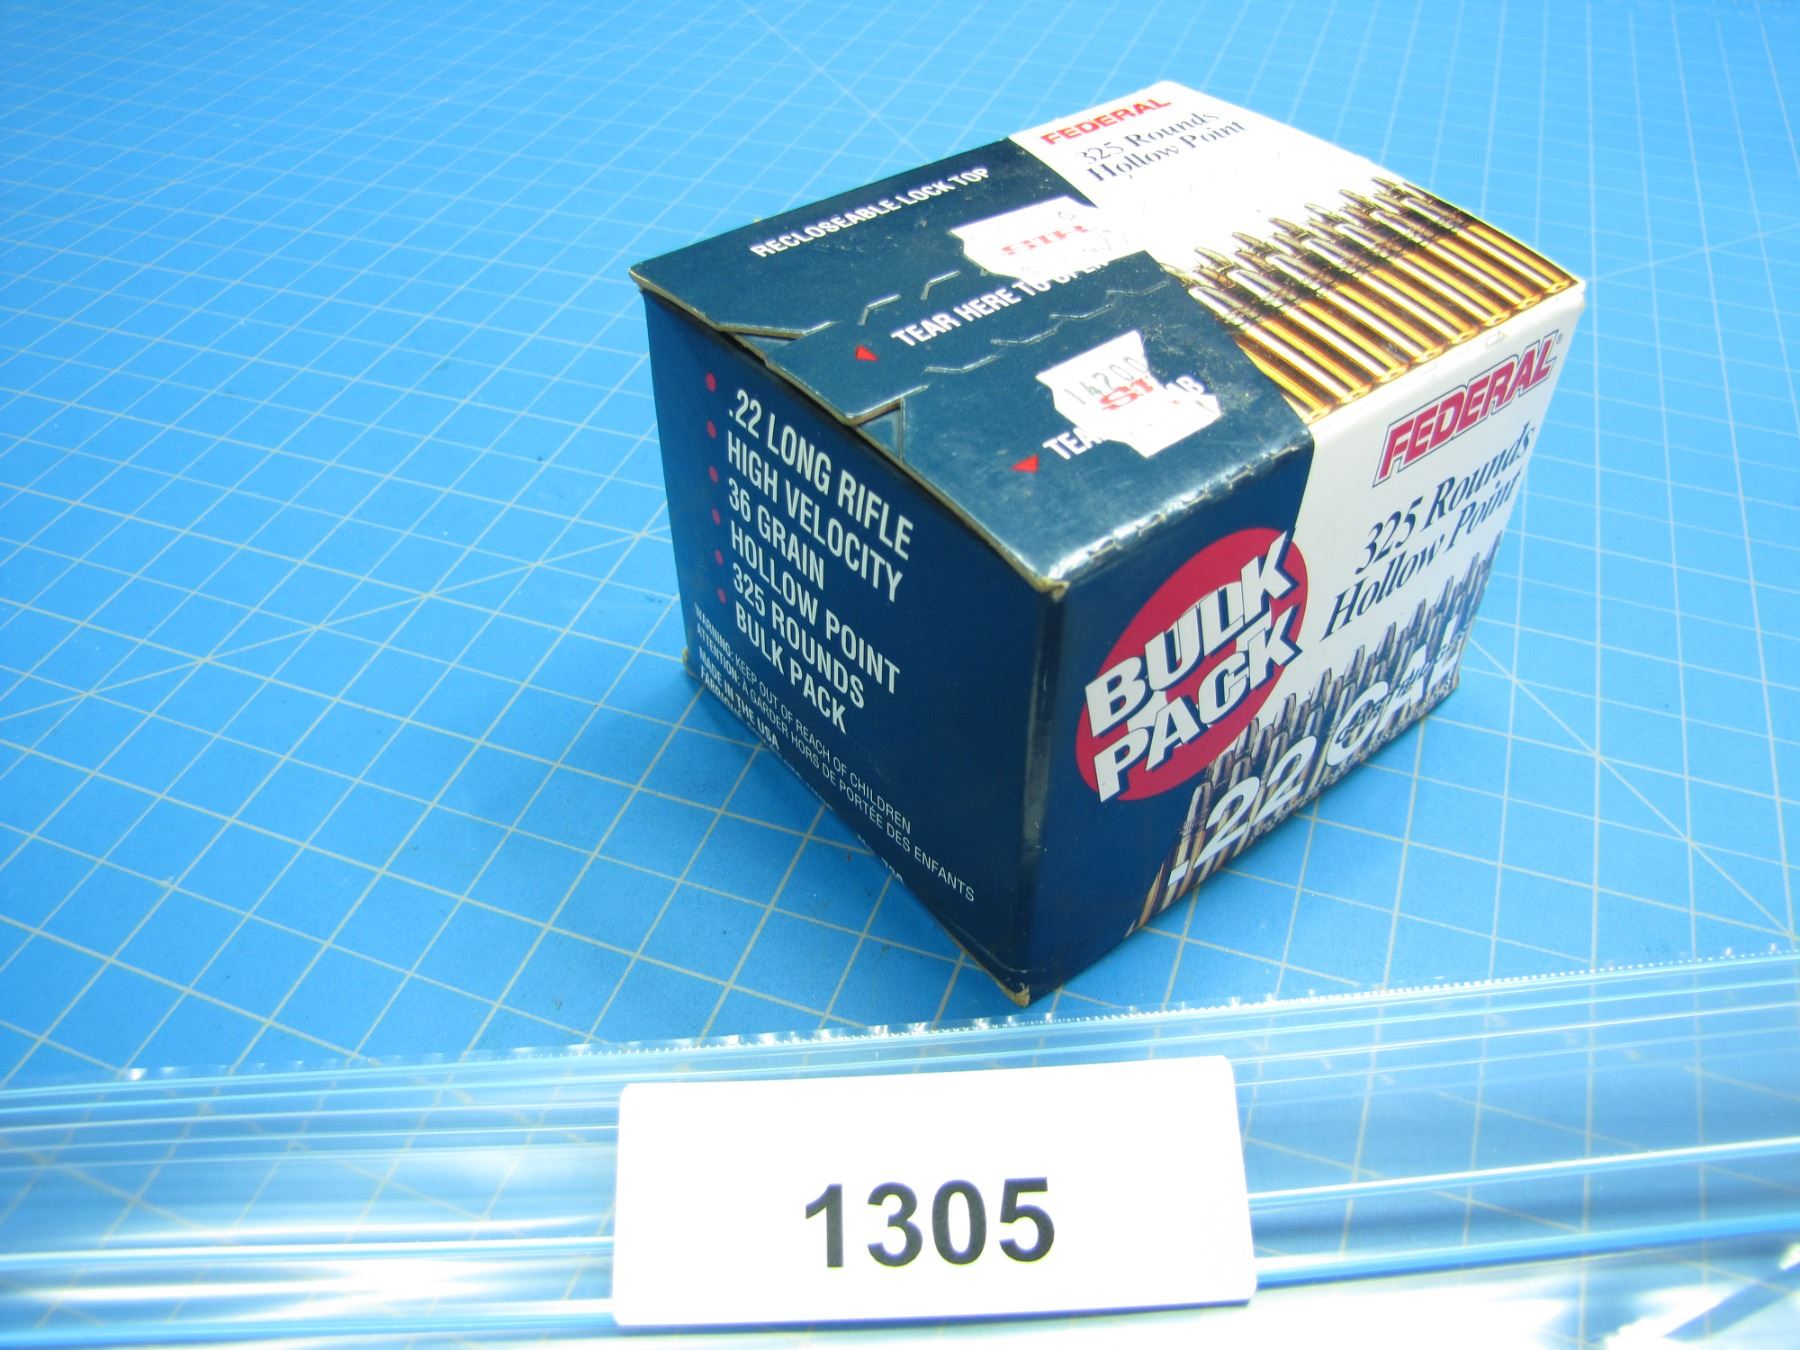 FEDERAL
325 Rounds
Hollow Point
RECLOSEABLE LOCK TOP
TEAR HERE TO
142000
FEDERAL®
325 Rounds
Hollow Point
BULK
PACK
.22 CAL
.22 LONG RIFLE
HIGH VELOCITY
36 GRAIN
HOLLOW POINT
325 ROUNDS
BULK PACK
WARNING: KEEP OUT OF REACH OF CHILDREN
ATTENTION: A GARDER HORS DE PORTÉE DES ENFANTS
MADE IN THE USA
1305